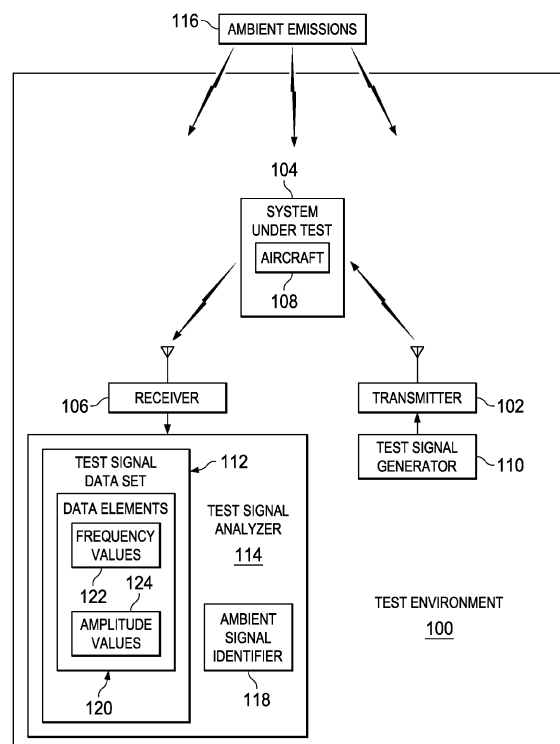 116
AMBIENT EMISSIONS
104
SYSTEM
UNDER TEST
AIRCRAFT
108
106
RECEIVER
TRANSMITTER
102
TEST SIGNAL
GENERATOR
110
TEST SIGNAL
DATA SET
112
DATA ELEMENTS
FREQUENCY
VALUES
122
124
AMPLITUDE
VALUES
120
TEST SIGNAL
ANALYZER
114
AMBIENT
SIGNAL
IDENTIFIER
118
TEST ENVIRONMENT
100